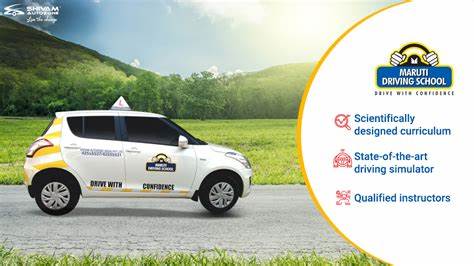 SHIVAM
AUTOZONE
Live the change
MARUTI
DRIVING SCHOOL
DRIVE WITH CONFIDENCE
Scientifically
designed curriculum
State-of-the-art
driving simulator
Qualified instructors
L
MARUTI
DRIVING SCHOOL
DRIVE WITH
CONFIDENCE